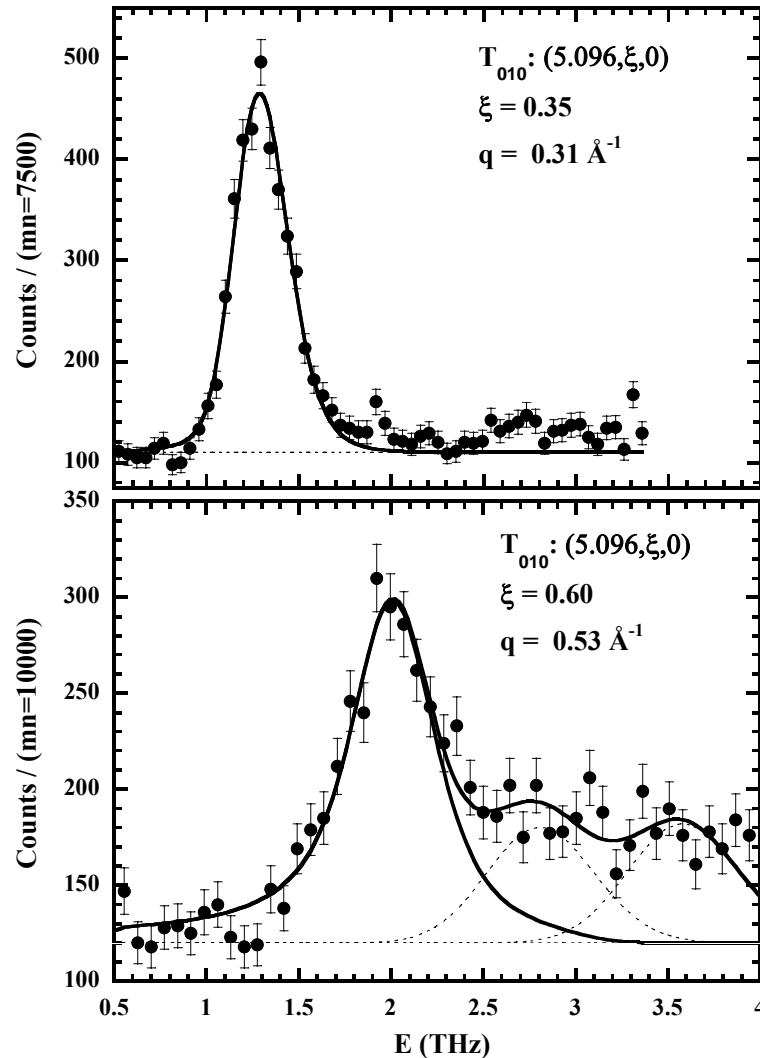 500
400
300
200
100
Counts / (mn=7500)
T010: (5.096,ξ,0)
ξ = 0.35
q = 0.31 Å-1
350
300
250
200
150
100
Counts / (mn=10000)
T010: (5.096,ξ,0)
ξ = 0.60
q = 0.53 Å-1
0.5 1 1.5 2 2.5 3 3.5 4
E (THz)